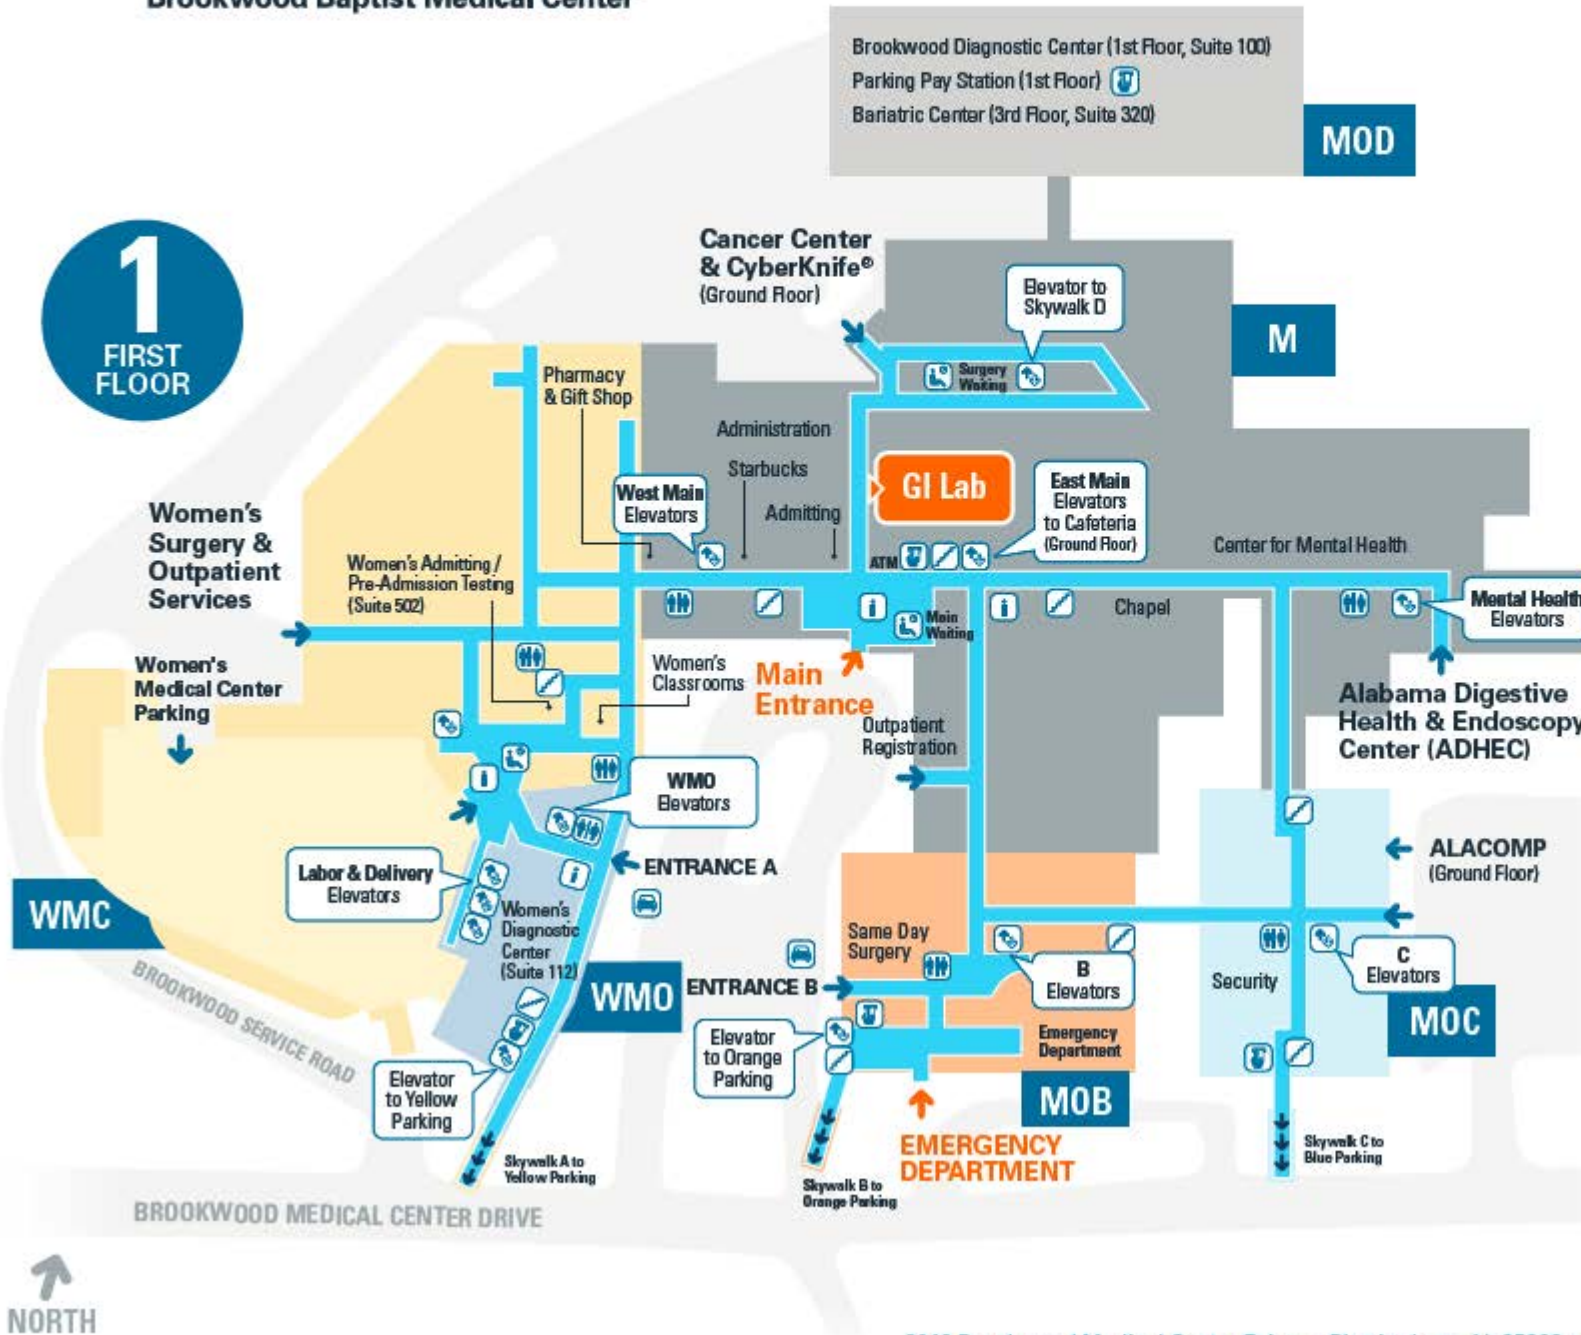 Brookwood Baptist Medical Center
Brookwood Diagnostic Center (1st Floor, Suite 100)
Parking Pay Station (1st Floor)
Bariatric Center (3rd Floor, Suite 320)
MOD
1
FIRST
FLOOR
Cancer Center
& CyberKnife®
(Ground Floor)
Elevator to
Skywalk D
M
Surgery
Waiting
Pharmacy
& Gift Shop
Administration
Starbucks
Admitting
West Main
Elevators
GI Lab
East Main
Elevators
to Cafeteria
(Ground Floor)
ATM
Center for Mental Health
Women's
Surgery &
Outpatient
Services
Women's Admitting /
Pre-Admission Testing
(Suite 502)
Main
Waiting
Chapel
Mental Health
Elevators
Women's
Medical Center
Parking
Women's
Classrooms
Main
Entrance
Outpatient
Registration
Alabama Digestive
Health & Endoscopy
Center (ADHEC)
WMO
Elevators
ENTRANCE A
Labor & Delivery
Elevators
ALACOMP
(Ground Floor)
WMC
Women's
Diagnostic
Center
(Suite 112)
Same Day
Surgery
B
Elevators
C
Elevators
Security
WMO
ENTRANCE B
MOC
BROOKWOOD SERVICE ROAD
Elevator
to Orange
Parking
Emergency
Department
Elevator
to Yellow
Parking
MOB
EMERGENCY
DEPARTMENT
Skywalk A to
Yellow Parking
Skywalk B to
Orange Parking
Skywalk C to
Blue Parking
BROOKWOOD MEDICAL CENTER DRIVE
NORTH